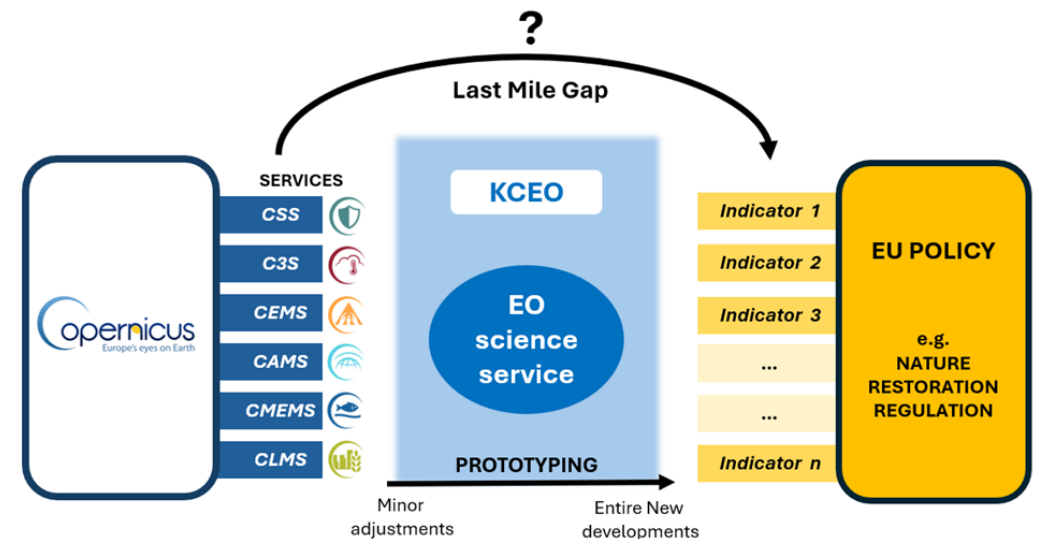 ?
Last Mile Gap
SERVICES
CSS
C3S
CEMS
CAMS
CMEMS
CLMS
opernicus
Europe's eyes on Earth
KCEO
EO
science
service
PROTOTYPING
Minor
adjustments
Entire New
developments
Indicator 1
Indicator 2
Indicator 3
...
...
Indicator n
EU POLICY
e.g.
NATURE
RESTORATION
REGULATION